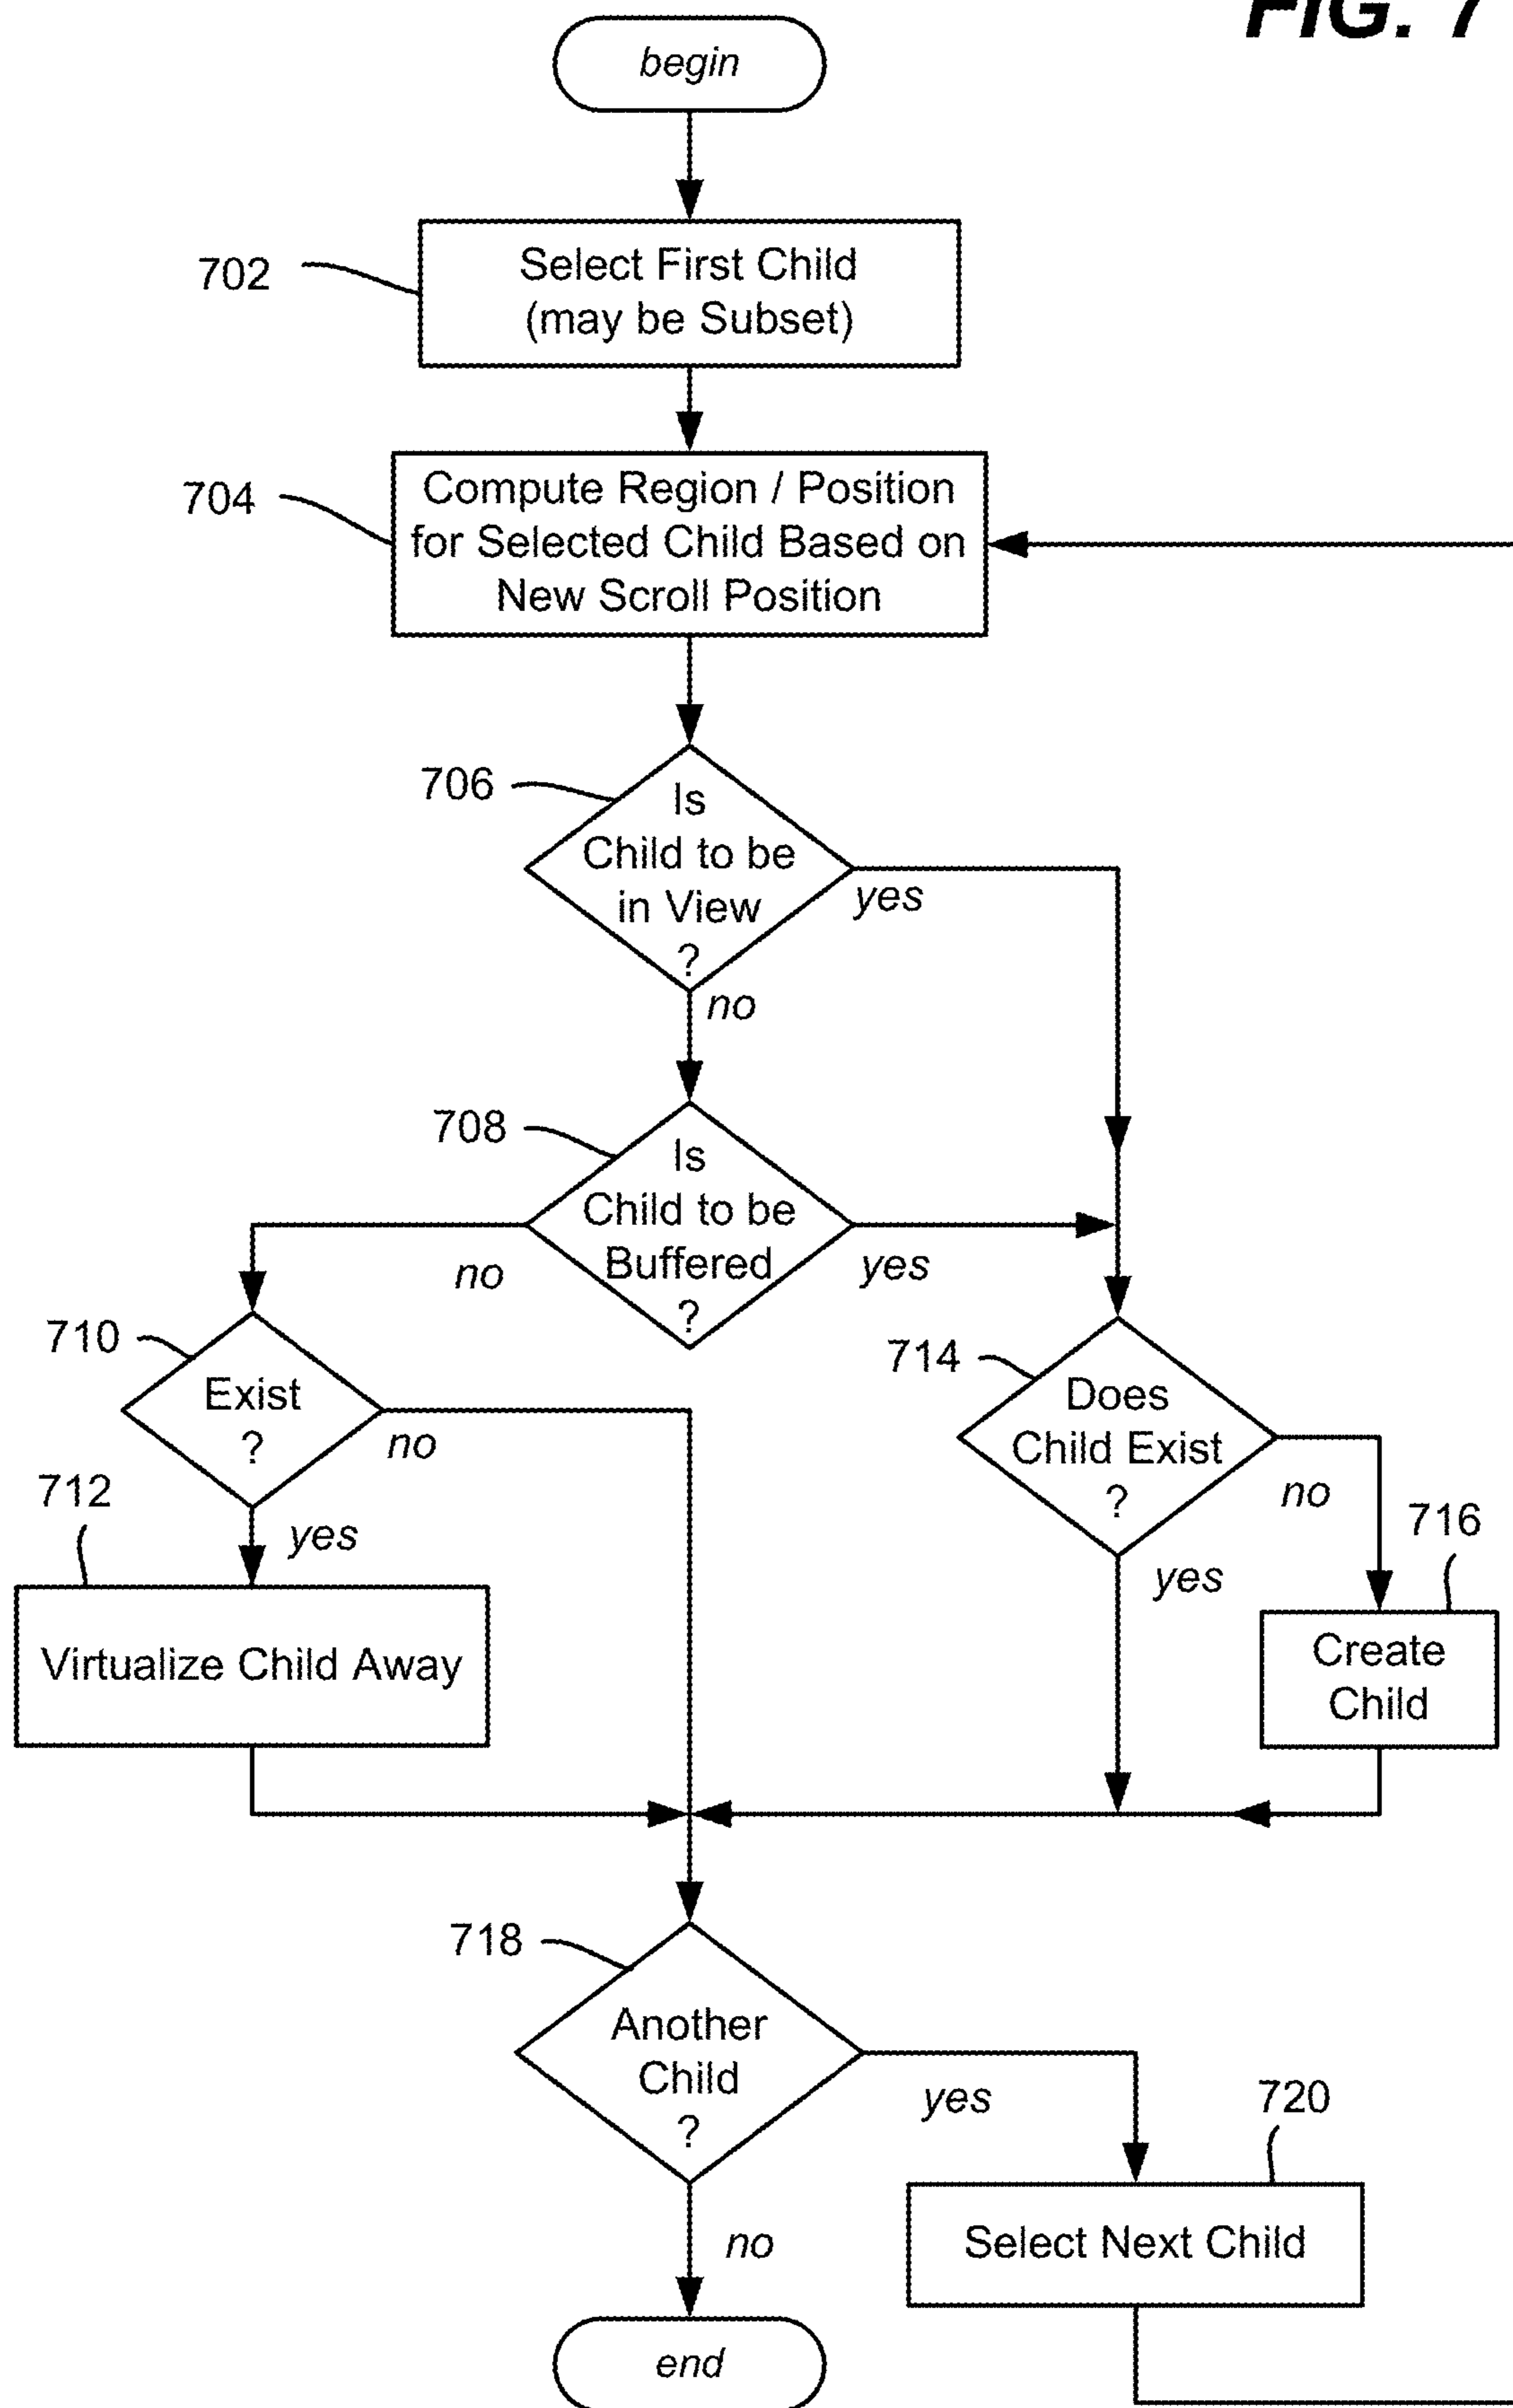 FIG. 7
begin
702
Select First Child
(may be Subset)
704
Compute Region / Position
for Selected Child Based on
New Scroll Position
706
Is
Child to be
in View
?
yes
no
708
Is
Child to be
Buffered
?
no
yes
710
Exist
?
no
yes
712
Virtualize Child Away
714
Does
Child Exist
?
no
yes
716
Create
Child
718
Another
Child
?
yes
no
720
Select Next Child
end